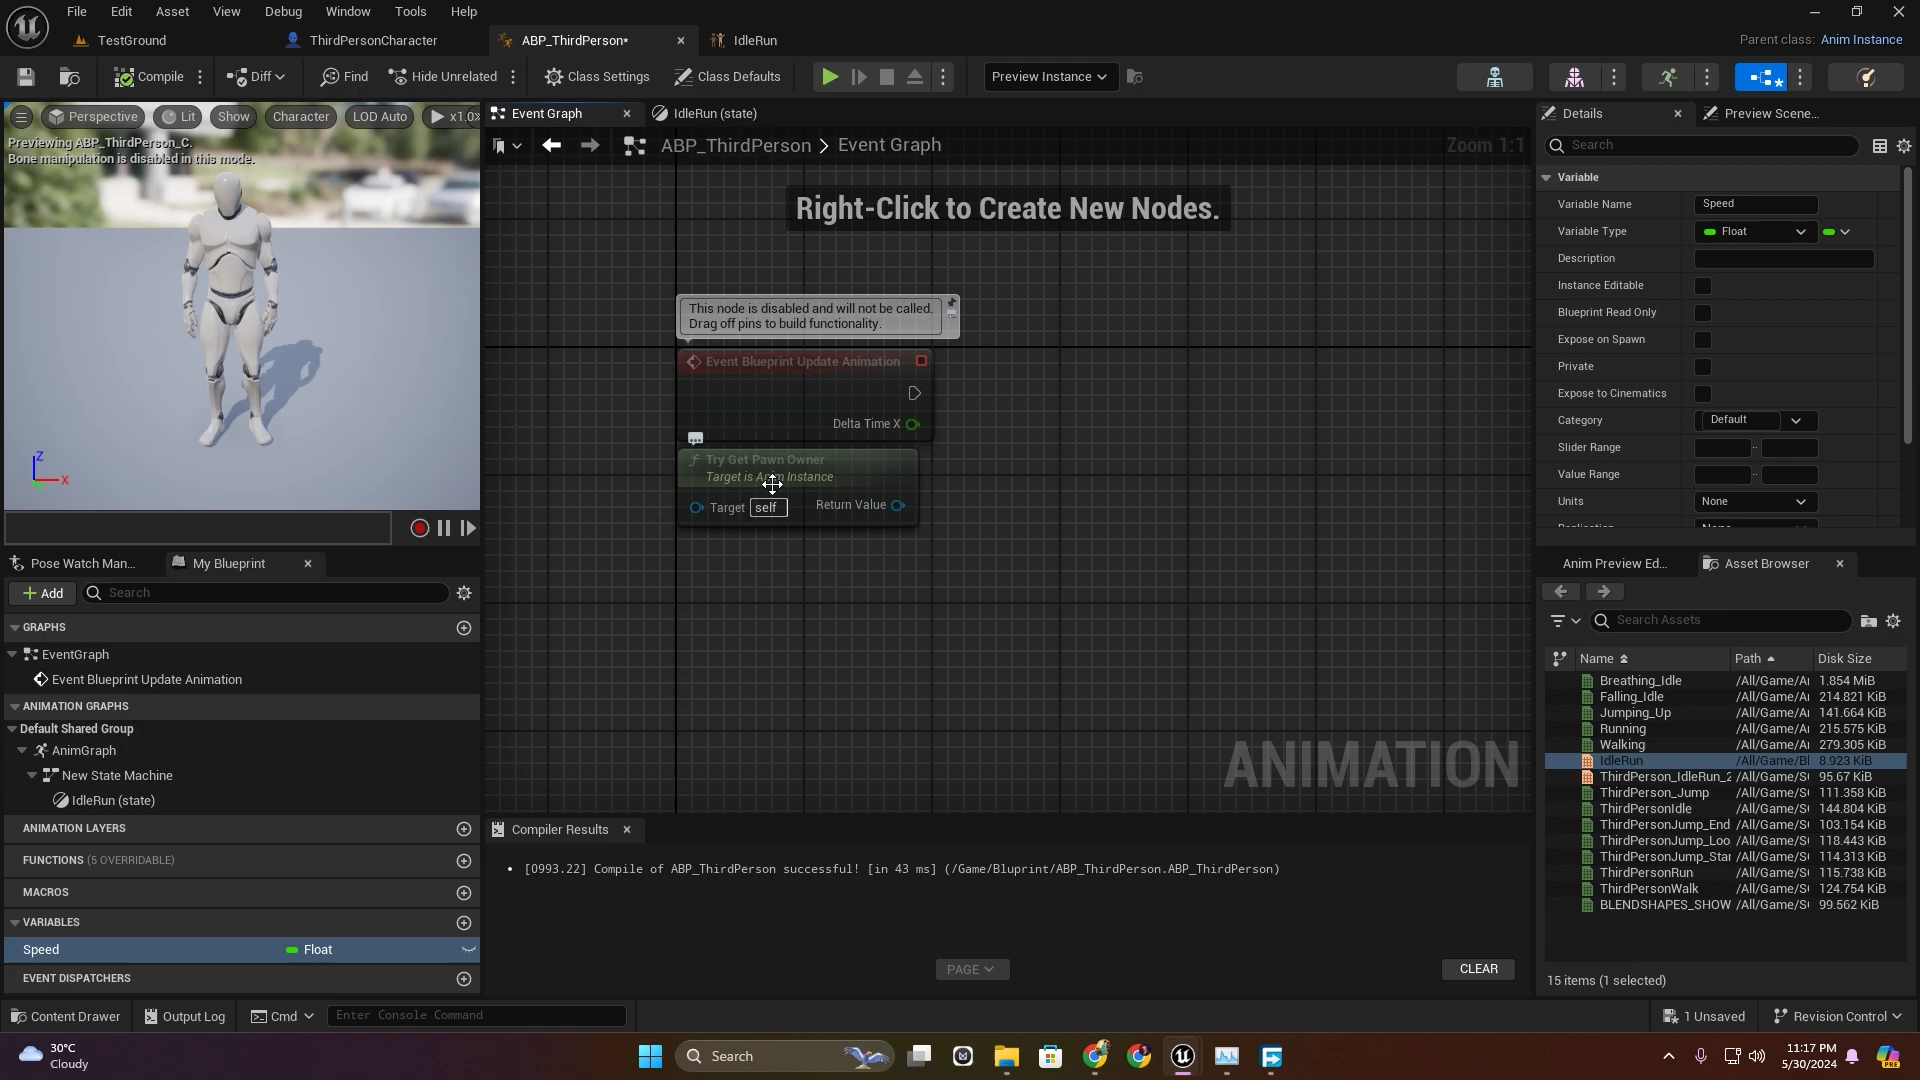 File Edit Asset View Debug Window Tools Help
TestGround ThirdPersonCharacter ABP_ThirdPerson* IdleRun Parent class: Anim Instance
Compile Diff Find Hide Unrelated Class Settings Class Defaults Preview Instance
Perspective Lit Show Character LOD Auto x1.0
Previewing ABP_ThirdPerson_C.
Bone manipulation is disabled in this mode.
Z
X
Event Graph IdleRun (state)
ABP_ThirdPerson > Event Graph Zoom 1:1
Right-Click to Create New Nodes.
This node is disabled and will not be called.
Drag off pins to build functionality.
Event Blueprint Update Animation
Delta Time X
Try Get Pawn Owner
Target is Anim Instance
Target self Return Value
ANIMATION
Compiler Results
[0993.22] Compile of ABP_ThirdPerson successful! [in 43 ms] (/Game/Bluprint/ABP_ThirdPerson.ABP_ThirdPerson)
PAGE CLEAR
Pose Watch Man... My Blueprint
Add Search
GRAPHS
EventGraph
Event Blueprint Update Animation
ANIMATION GRAPHS
Default Shared Group
AnimGraph
New State Machine
IdleRun (state)
ANIMATION LAYERS
FUNCTIONS (5 OVERRIDABLE)
MACROS
VARIABLES
Speed Float
EVENT DISPATCHERS
Details Preview Scene...
Search
Variable
Variable Name Speed
Variable Type Float
Description
Instance Editable
Blueprint Read Only
Expose on Spawn
Private
Expose to Cinematics
Category Default
Slider Range
Value Range
Units None
Anim Preview Ed... Asset Browser
Search Assets
Name Path Disk Size
Breathing_Idle /All/Game/Ar 1.854 MiB
Falling_Idle /All/Game/Ar 214.821 KiB
Jumping_Up /All/Game/Ar 141.664 KiB
Running /All/Game/Ar 215.575 KiB
Walking /All/Game/Ar 279.305 KiB
IdleRun /All/Game/Bl 8.923 KiB
ThirdPerson_IdleRun_2 /All/Game/S 95.67 KiB
ThirdPerson_Jump /All/Game/S 111.358 KiB
ThirdPersonIdle /All/Game/S 144.804 KiB
ThirdPersonJump_End /All/Game/S 103.154 KiB
ThirdPersonJump_Loo /All/Game/S 118.443 KiB
ThirdPersonJump_Star /All/Game/S 114.313 KiB
ThirdPersonRun /All/Game/S 115.738 KiB
ThirdPersonWalk /All/Game/S 124.754 KiB
BLENDSHAPES_SHOW /All/Game/S 99.562 KiB
15 items (1 selected)
Content Drawer Output Log Cmd Enter Console Command 1 Unsaved Revision Control
30°C
Cloudy
Search
11:17 PM
5/30/2024
PRE